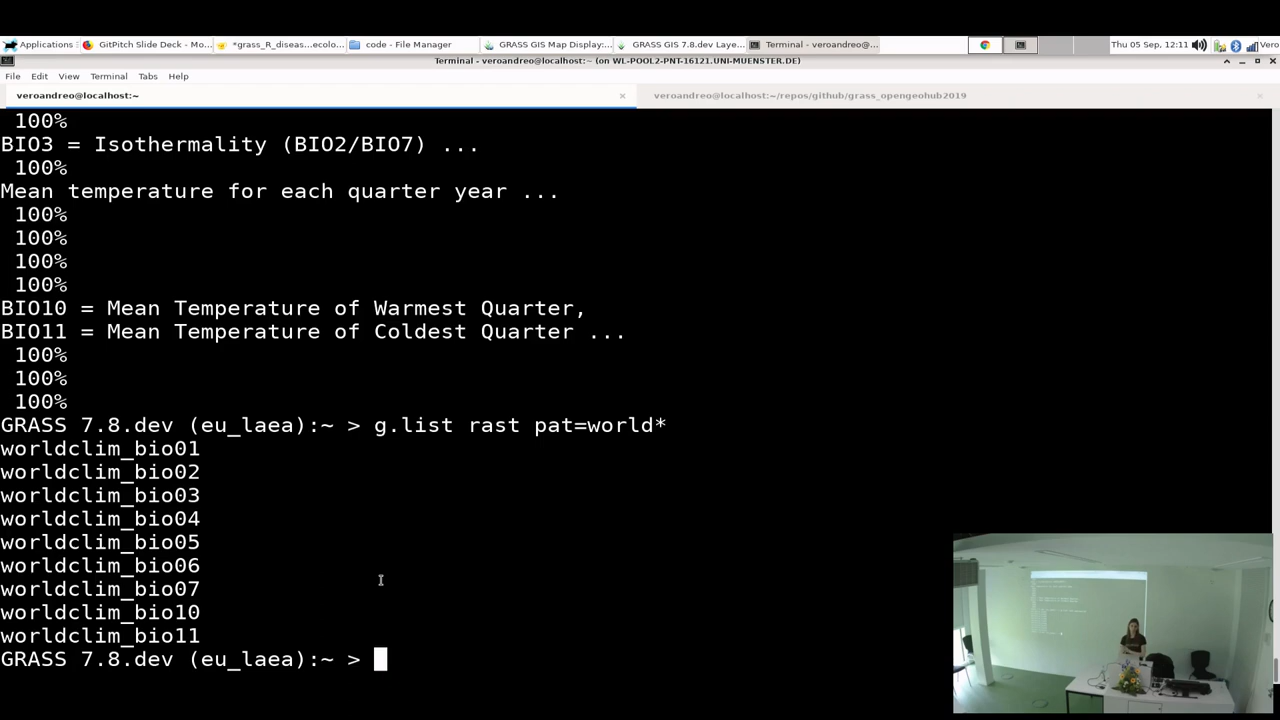 Applications
GitPitch Slide Deck - Mo...
*grass_R_diseas...ecolo...
code - File Manager
GRASS GIS Map Display:...
GRASS GIS 7.8.dev Laye...
Terminal - veroandreo@...
Thu 05 Sep, 12:11
Vero
Terminal - veroandreo@localhost:~ (on WL-POOL2-PNT-16121.UNI-MUENSTER.DE)
File Edit View Terminal Tabs Help
veroandreo@localhost:~
veroandreo@localhost:~/repos/github/grass_opengeohub2019
100%
BIO3 = Isothermality (BIO2/BIO7) ...
100%
Mean temperature for each quarter year ...
100%
100%
100%
100%
BIO10 = Mean Temperature of Warmest Quarter,
BIO11 = Mean Temperature of Coldest Quarter ...
100%
100%
100%
GRASS 7.8.dev (eu_laea):~ > g.list rast pat=world*
worldclim_bio01
worldclim_bio02
worldclim_bio03
worldclim_bio04
worldclim_bio05
worldclim_bio06
worldclim_bio07
worldclim_bio10
worldclim_bio11
GRASS 7.8.dev (eu_laea):~ >